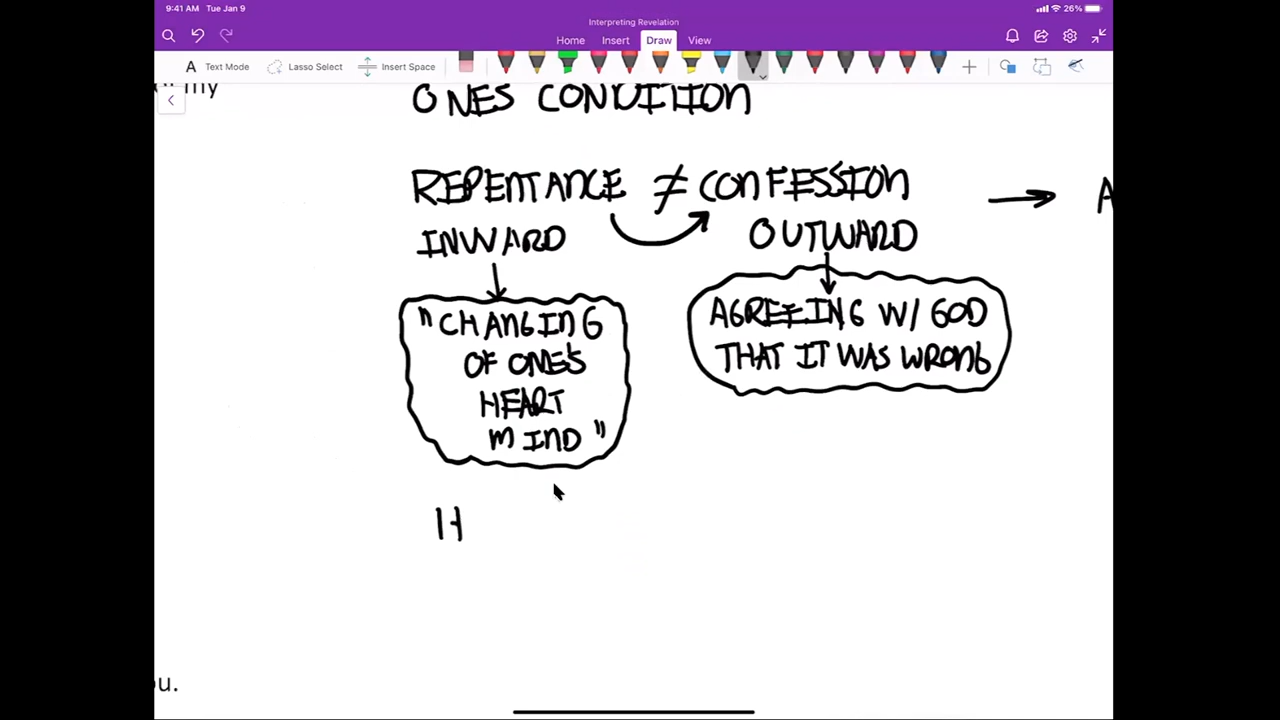 9:41 AM Tue Jan 9
26%
Interpreting Revelation
Home Insert Draw View
A Text Mode Lasso Select Insert Space
my
ONES CONDITION
REPENTANCE ≠ CONFESSION → A
INWARD OUTWARD
"CHANGING
OF ONE'S
HEART
MIND"
AGREEING W/ GOD
THAT IT WAS WRONG
H
ou.